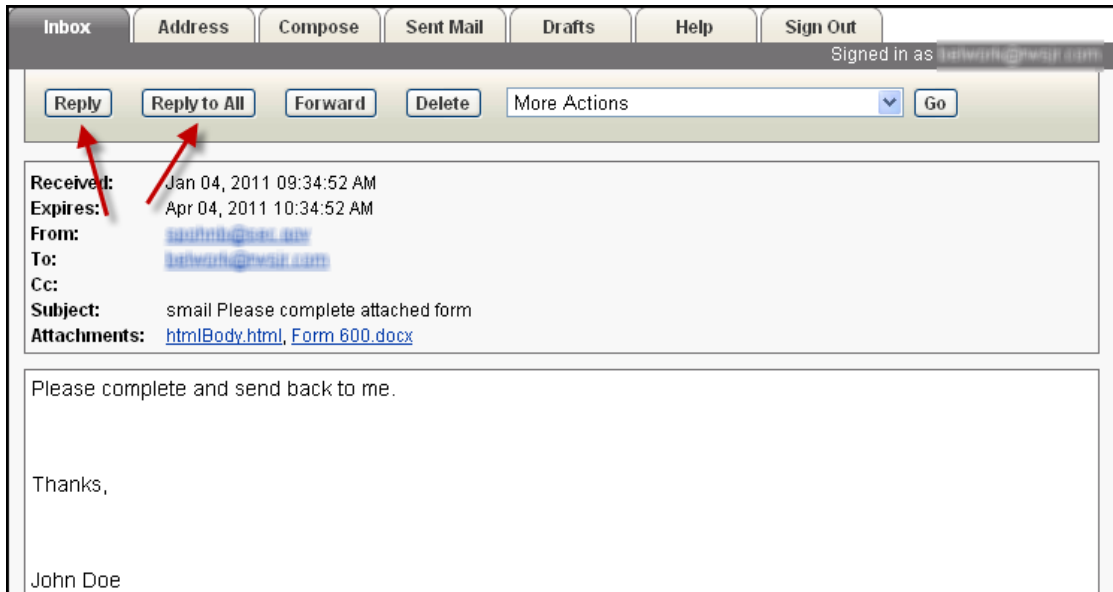 Inbox Address Compose Sent Mail Drafts Help Sign Out
Signed in as
Reply Reply to All Forward Delete More Actions Go
Received: Jan 04, 2011 09:34:52 AM
Expires: Apr 04, 2011 10:34:52 AM
From:
To:
Cc:
Subject: smail Please complete attached form
Attachments: htmlBody.html, Form 600.docx
Please complete and send back to me.
Thanks,
John Doe